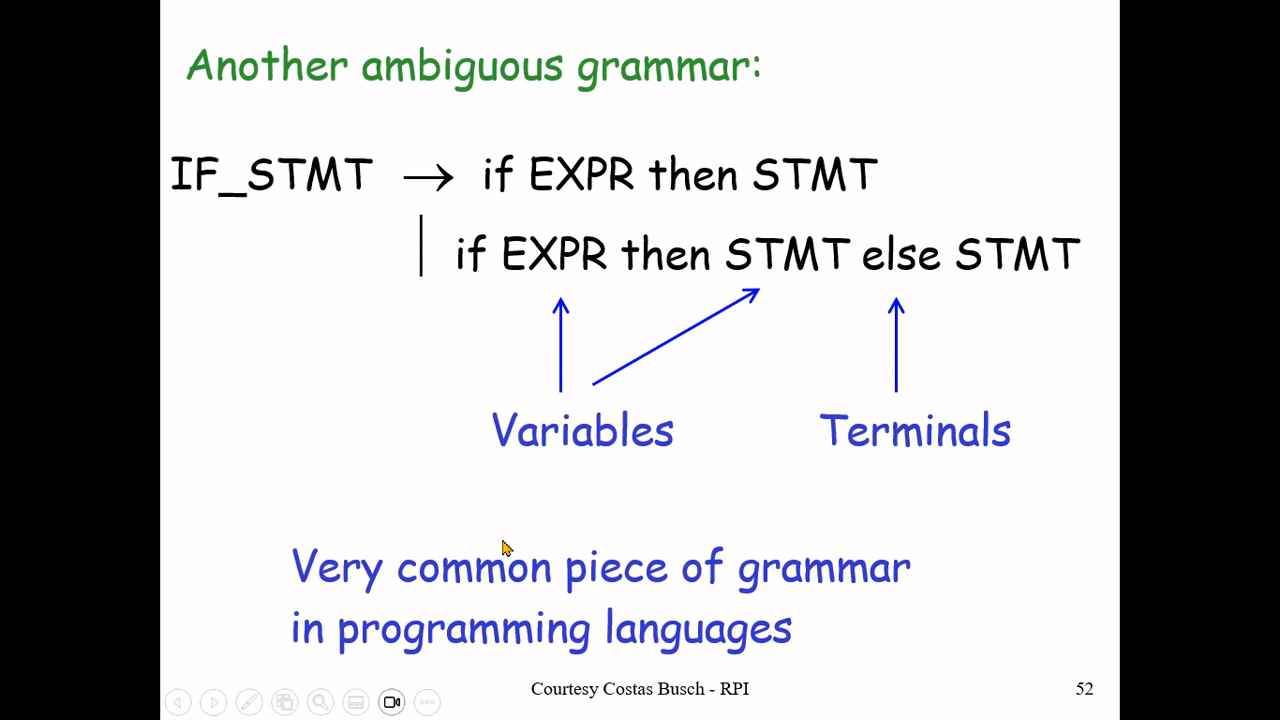 Another ambiguous grammar:
IF_STMT → if EXPR then STMT
| if EXPR then STMT else STMT
Variables Terminals
Very common piece of grammar
in programming languages
Courtesy Costas Busch - RPI 52